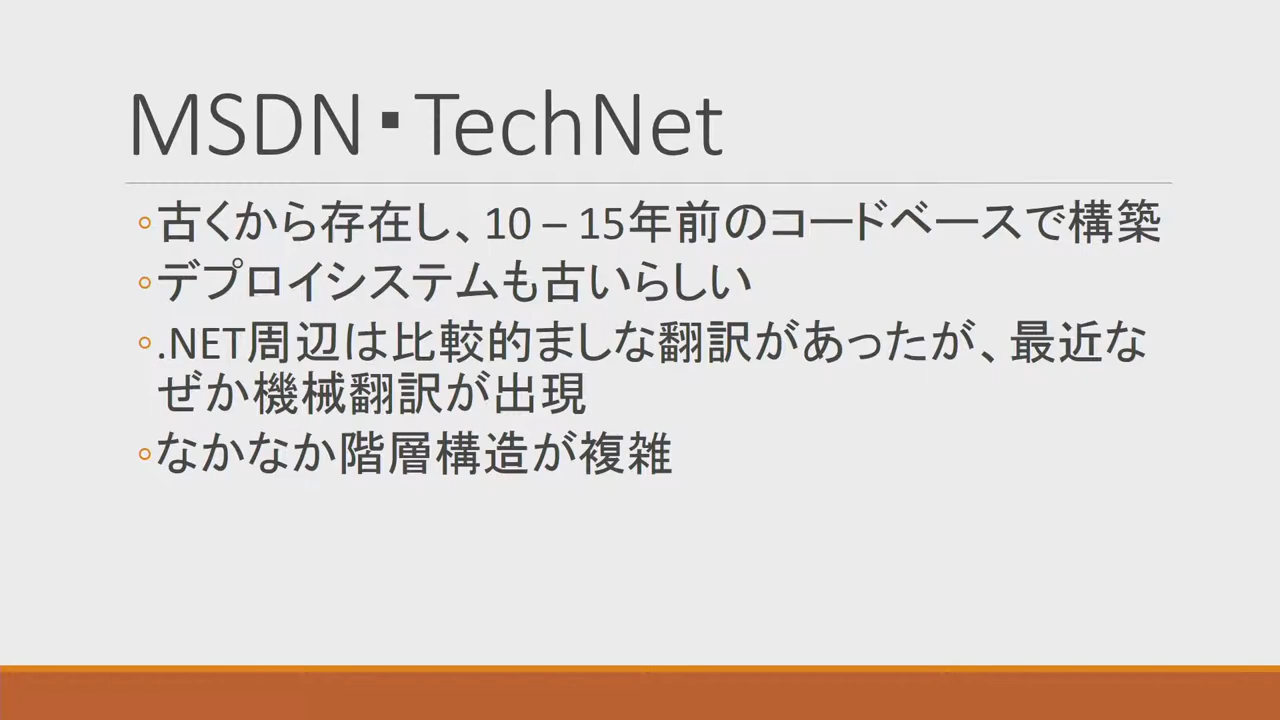 MSDN・TechNet
◦古くから存在し、10 – 15年前のコードベースで構築
◦デプロイシステムも古いらしい
◦.NET周辺は比較的ましな翻訳があったが、最近な
ぜか機械翻訳が出現
◦なかなか階層構造が複雑